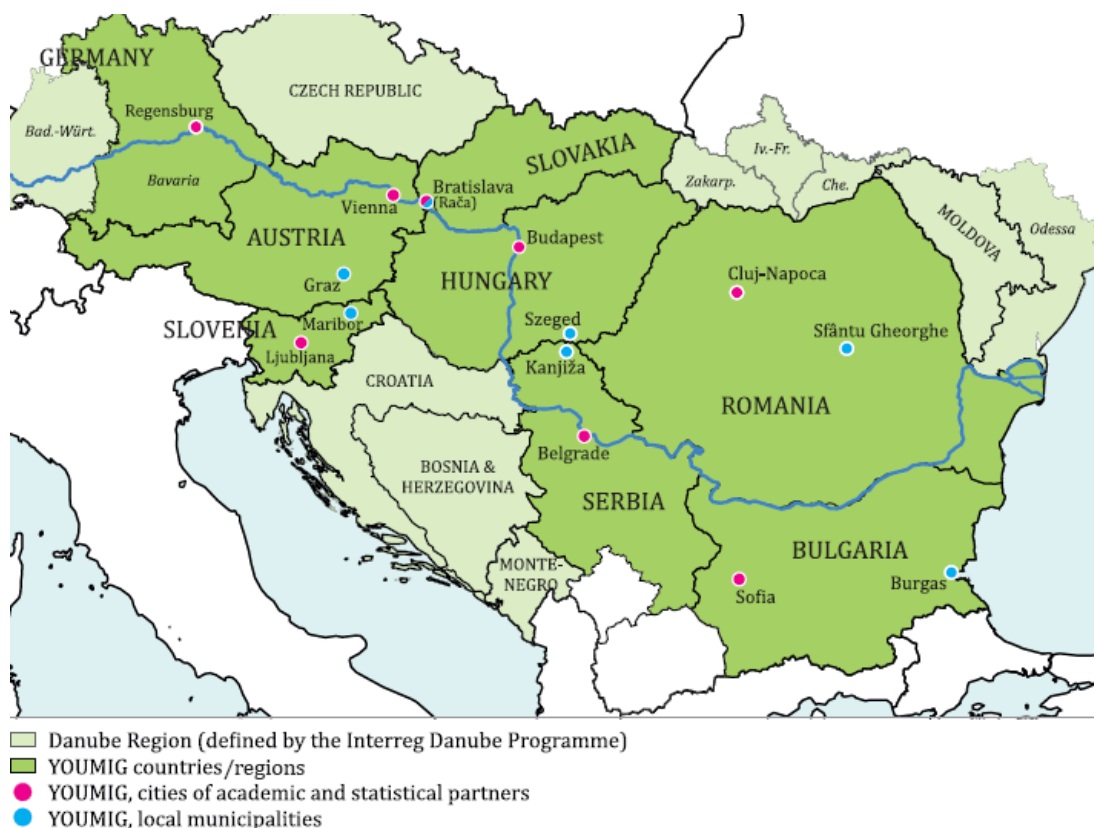 GERMANY
CZECH REPUBLIC
Regensburg
Bad.-Würt.
Bavaria
SLOVAKIA
Iv.-Fr.
Zakarp.
Che.
Vienna
Bratislava
(Rača)
MOLDOVA
Odessa
AUSTRIA
Budapest
Graz
HUNGARY
Cluj-Napoca
SLOVENIA
Maribor
Szeged
Sfântu Gheorghe
Ljubljana
Kanjiža
CROATIA
ROMANIA
Belgrade
BOSNIA &
HERZEGOVINA
SERBIA
BULGARIA
MONTE-
NEGRO
Sofia
Burgas
Danube Region (defined by the Interreg Danube Programme)
YOUMIG countries/regions
YOUMIG, cities of academic and statistical partners
YOUMIG, local municipalities